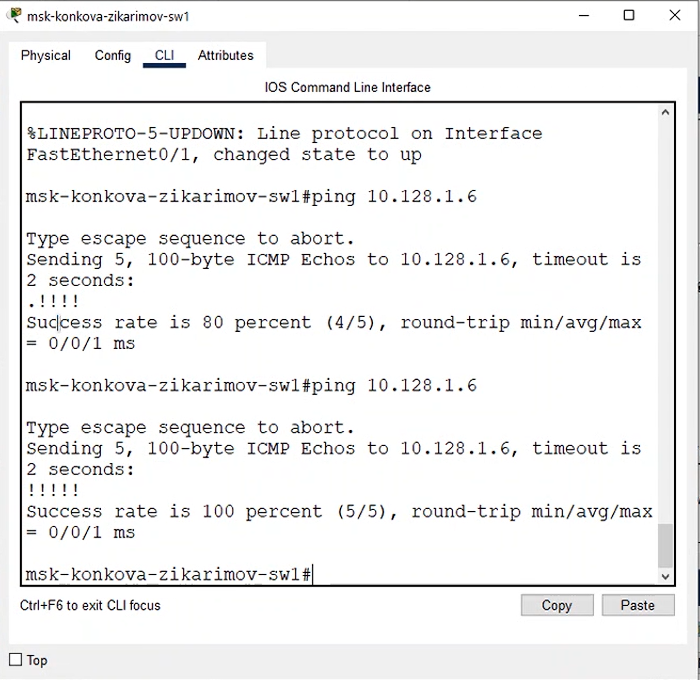 msk-konkova-zikarimov-sw1
Physical Config CLI Attributes
IOS Command Line Interface
%LINEPROTO-5-UPDOWN: Line protocol on Interface
FastEthernet0/1, changed state to up
msk-konkova-zikarimov-sw1#ping 10.128.1.6
Type escape sequence to abort.
Sending 5, 100-byte ICMP Echos to 10.128.1.6, timeout is
2 seconds:
.!!!!
Success rate is 80 percent (4/5), round-trip min/avg/max
= 0/0/1 ms
msk-konkova-zikarimov-sw1#ping 10.128.1.6
Type escape sequence to abort.
Sending 5, 100-byte ICMP Echos to 10.128.1.6, timeout is
2 seconds:
!!!!!
Success rate is 100 percent (5/5), round-trip min/avg/max
= 0/0/1 ms
msk-konkova-zikarimov-sw1#
Ctrl+F6 to exit CLI focus
Copy Paste
Top